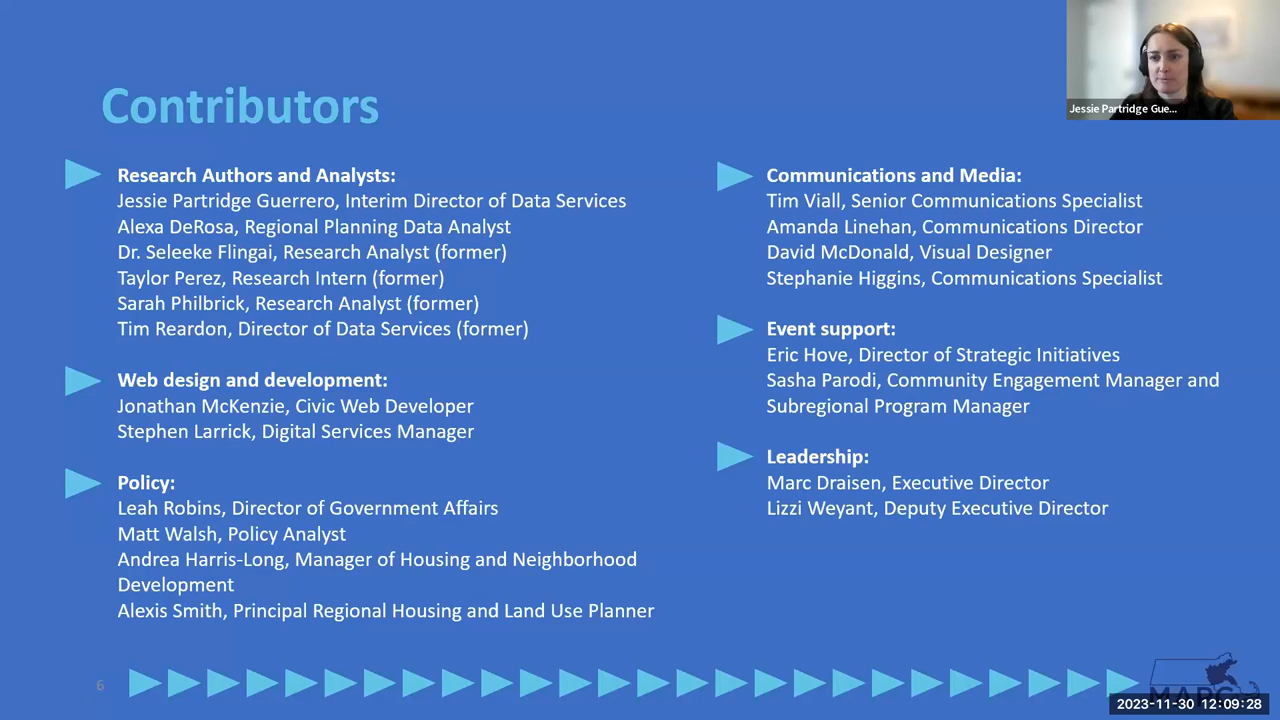 Contributors
Jessie Partridge Gue...
Research Authors and Analysts:
Jessie Partridge Guerrero, Interim Director of Data Services
Alexa DeRosa, Regional Planning Data Analyst
Dr. Seleeke Flingai, Research Analyst (former)
Taylor Perez, Research Intern (former)
Sarah Philbrick, Research Analyst (former)
Tim Reardon, Director of Data Services (former)
Web design and development:
Jonathan McKenzie, Civic Web Developer
Stephen Larrick, Digital Services Manager
Policy:
Leah Robins, Director of Government Affairs
Matt Walsh, Policy Analyst
Andrea Harris-Long, Manager of Housing and Neighborhood
Development
Alexis Smith, Principal Regional Housing and Land Use Planner
Communications and Media:
Tim Viall, Senior Communications Specialist
Amanda Linehan, Communications Director
David McDonald, Visual Designer
Stephanie Higgins, Communications Specialist
Event support:
Eric Hove, Director of Strategic Initiatives
Sasha Parodi, Community Engagement Manager and
Subregional Program Manager
Leadership:
Marc Draisen, Executive Director
Lizzi Weyant, Deputy Executive Director
6
MAPC
2023-11-30 12:09:28